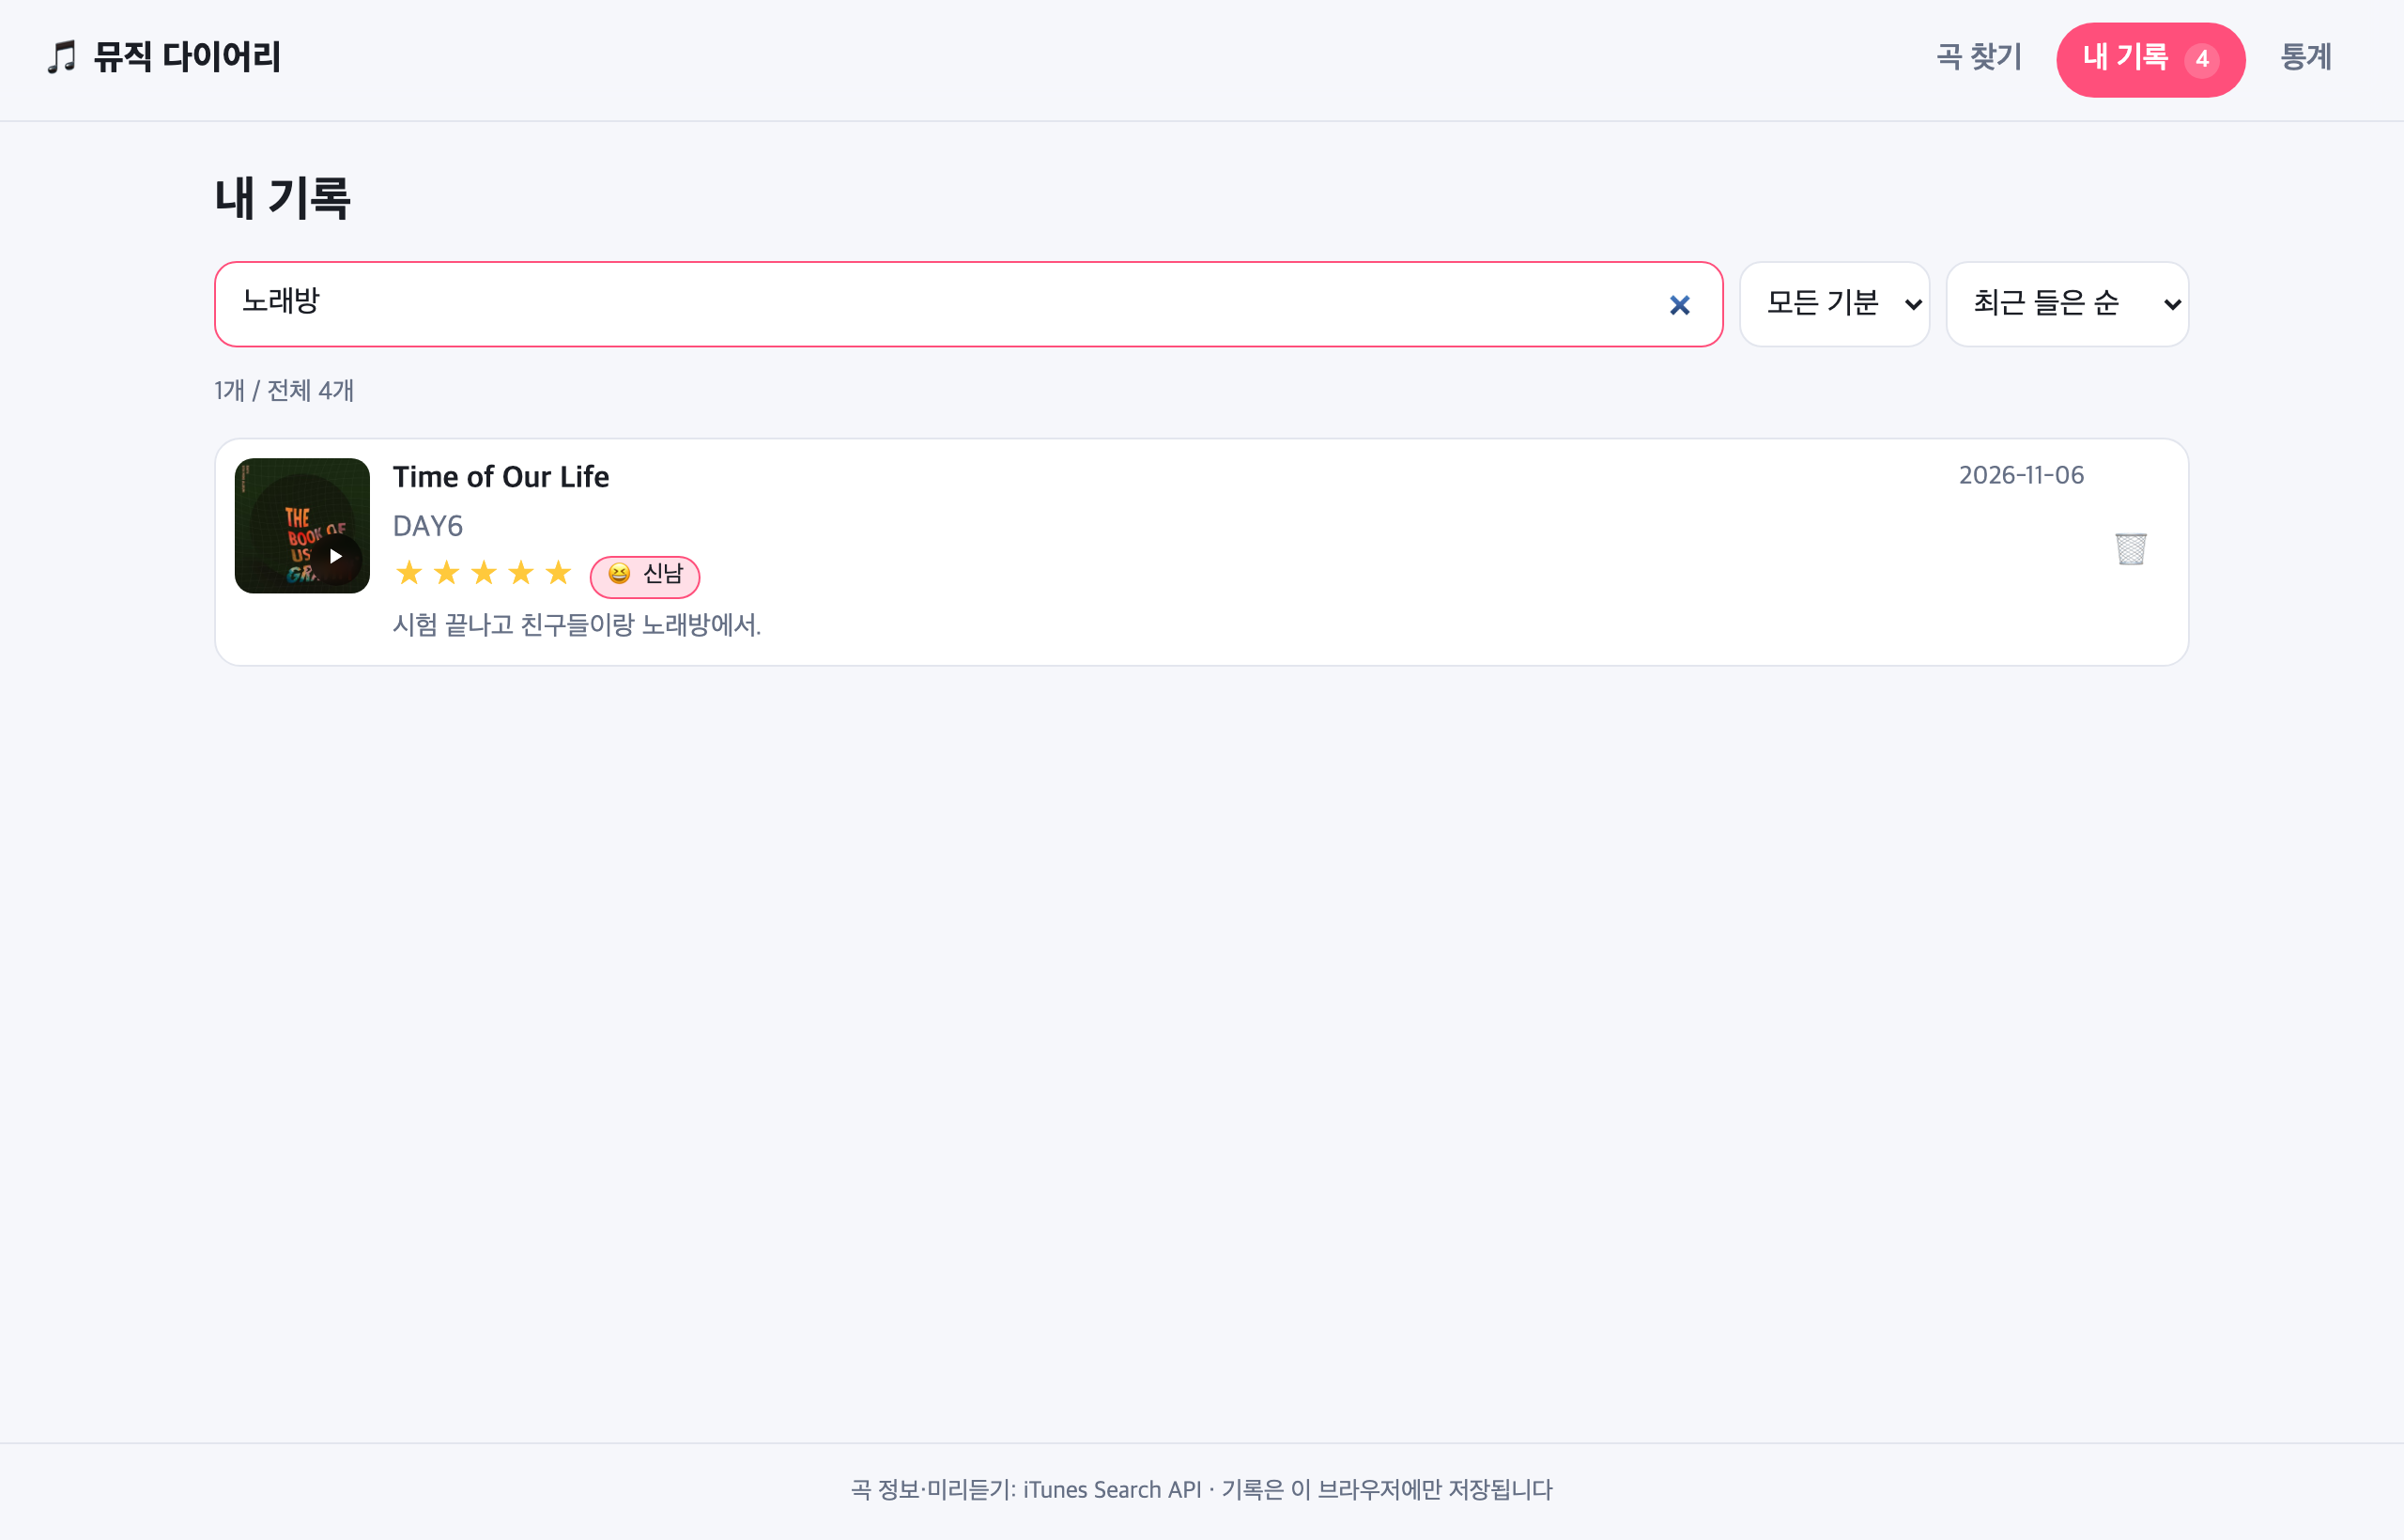 뮤직 다이어리
곡 찾기
내 기록 4
통계
내 기록
노래방
모든 기분
최근 들은 순
1개 / 전체 4개
THE
BOOK OF
US
Time of Our Life
2026-11-06
DAY6
★★★★★ 😆 신남
시험 끝나고 친구들이랑 노래방에서.
곡 정보·미리듣기: iTunes Search API · 기록은 이 브라우저에만 저장됩니다